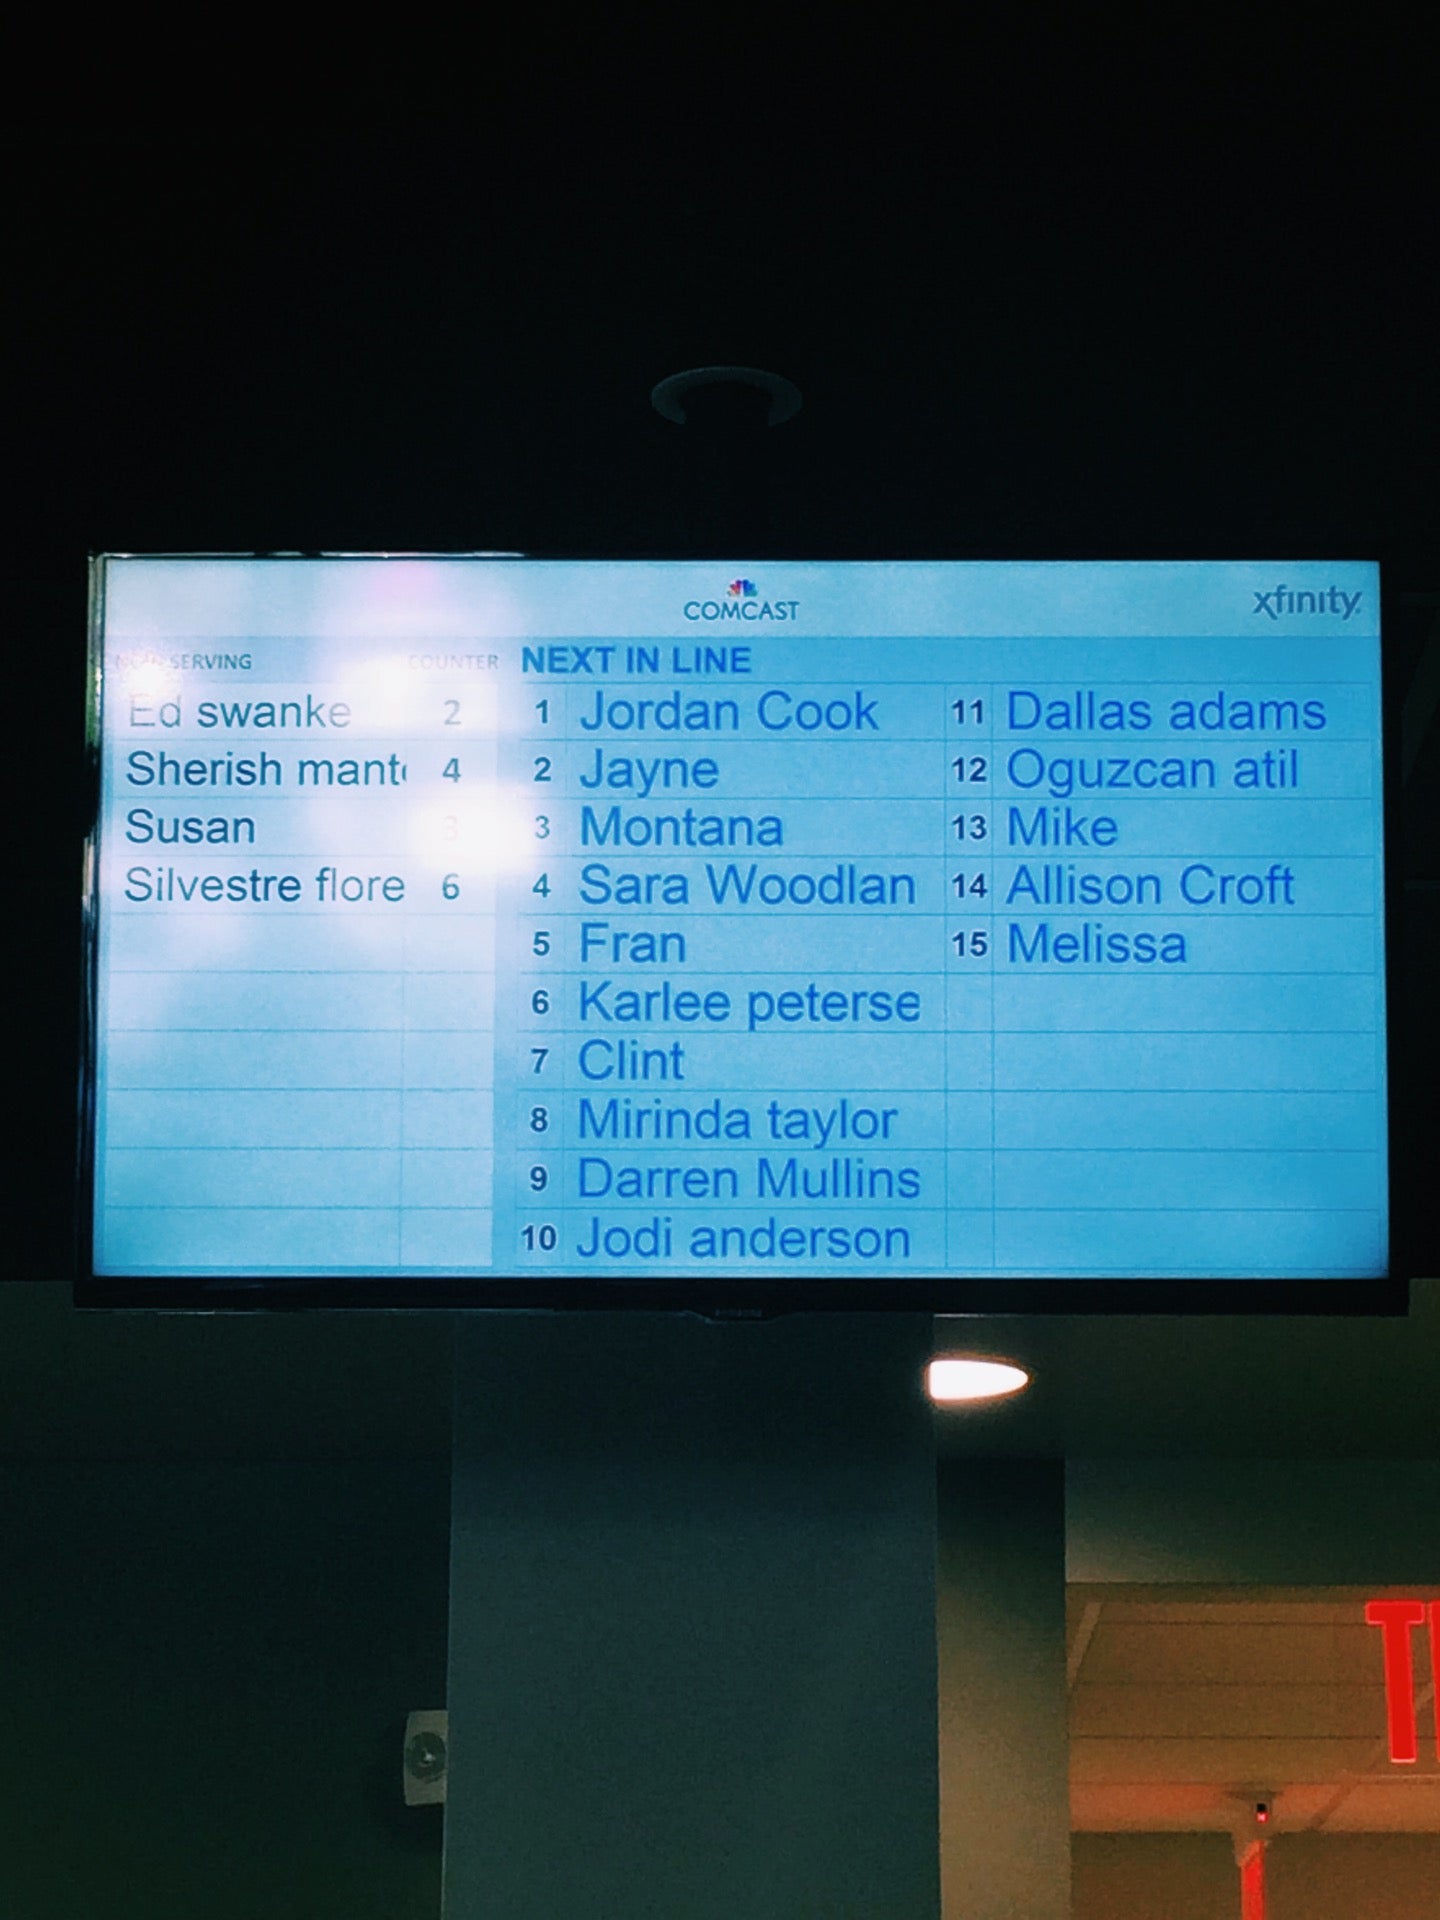 COMCAST
xfinity
NOW SERVING COUNTER NEXT IN LINE
Ed swanke 2 1 Jordan Cook 11 Dallas adams
Sherish mant 4 2 Jayne 12 Oguzcan atil
Susan 3 3 Montana 13 Mike
Silvestre flore 6 4 Sara Woodlan 14 Allison Croft
5 Fran 15 Melissa
6 Karlee peterse
7 Clint
8 Mirinda taylor
9 Darren Mullins
10 Jodi anderson